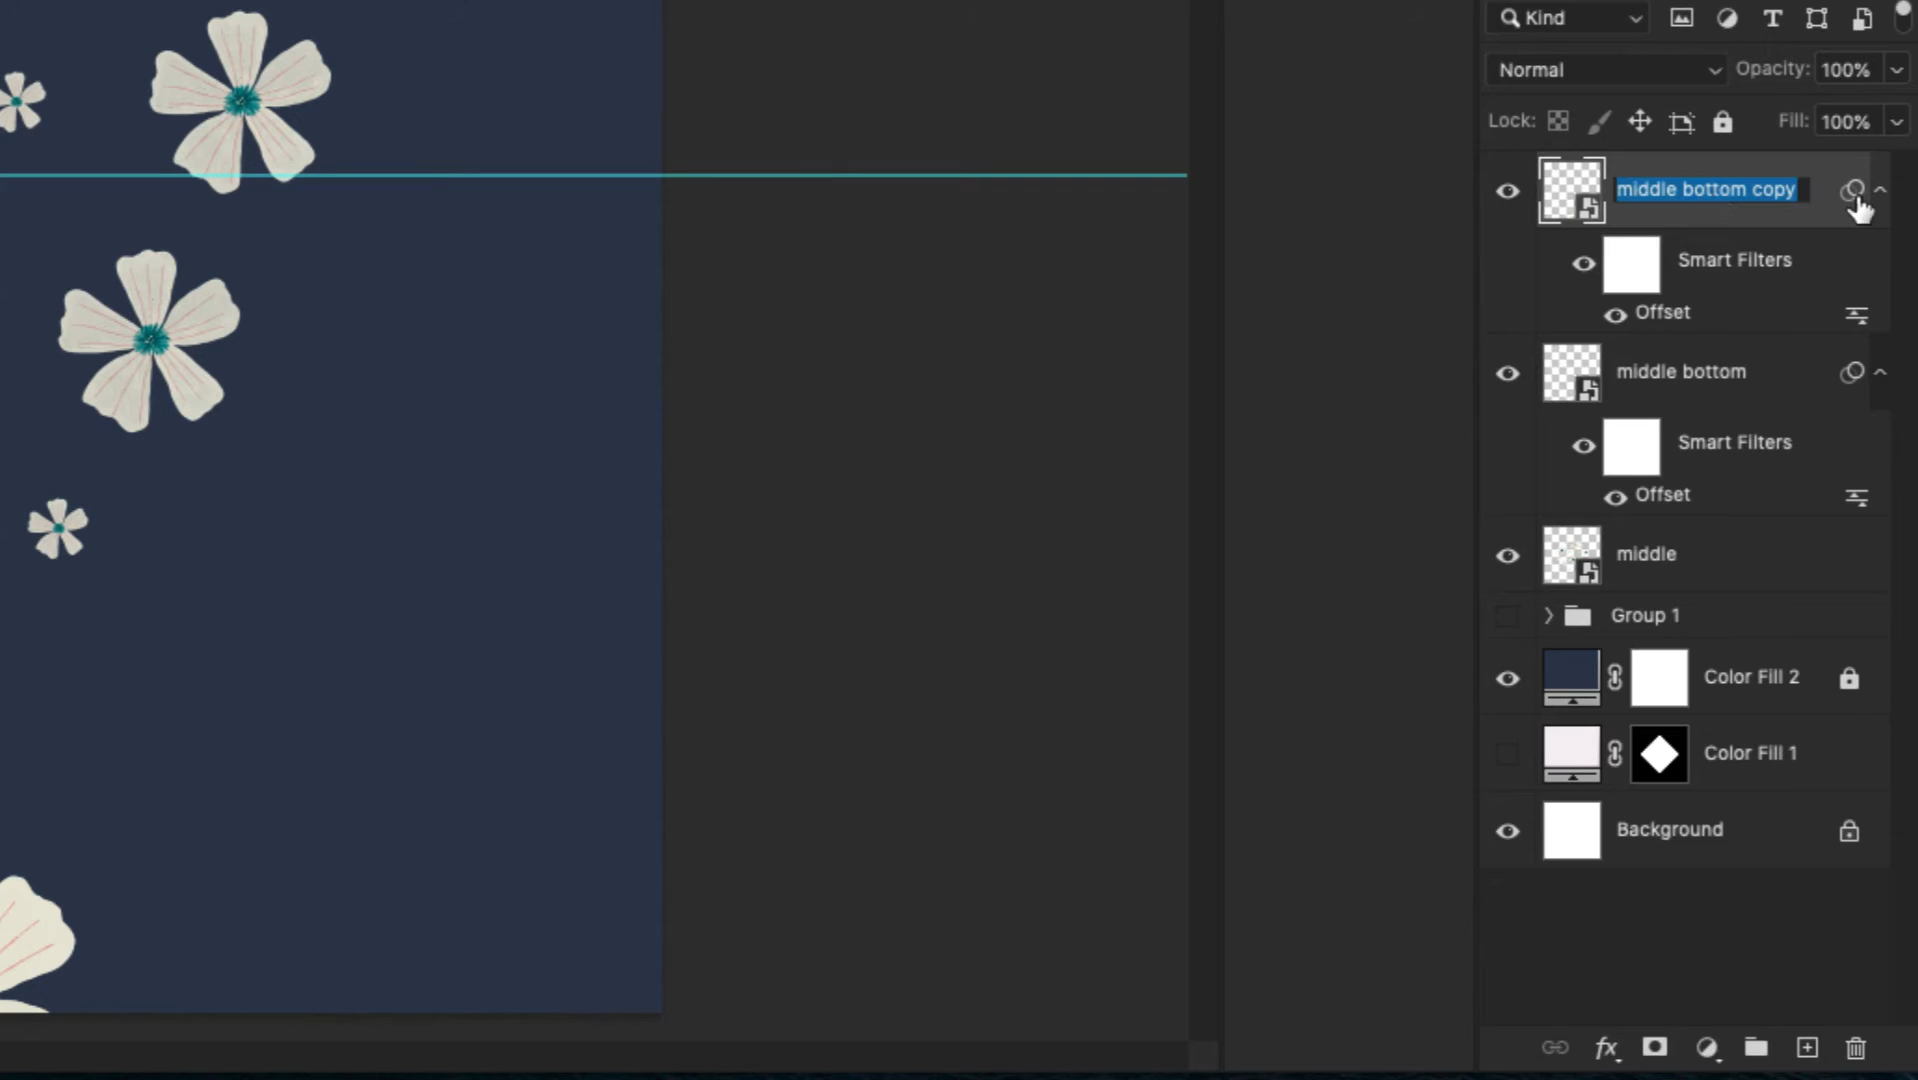 Kind
Normal Opacity: 100%
Lock: Fill: 100%
middle bottom copy
Smart Filters
Offset
middle bottom
Smart Filters
Offset
middle
Group 1
Color Fill 2
Color Fill 1
Background
fx